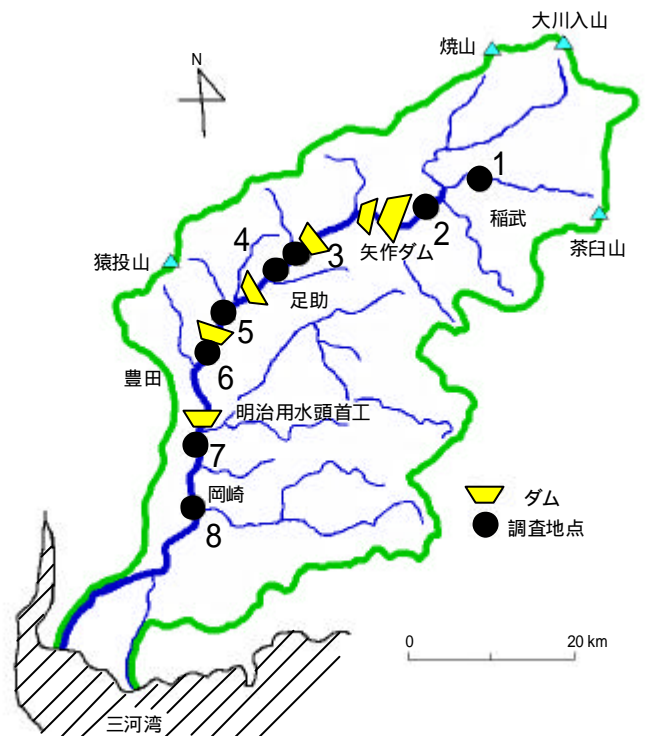 大川入山
焼山
N
1
稲武
2
茶臼山
矢作ダム
3
4
猿投山
足助
5
6
豊田
明治用水頭首工
7
岡崎
8
ダム
調査地点
0
20 km
三河湾